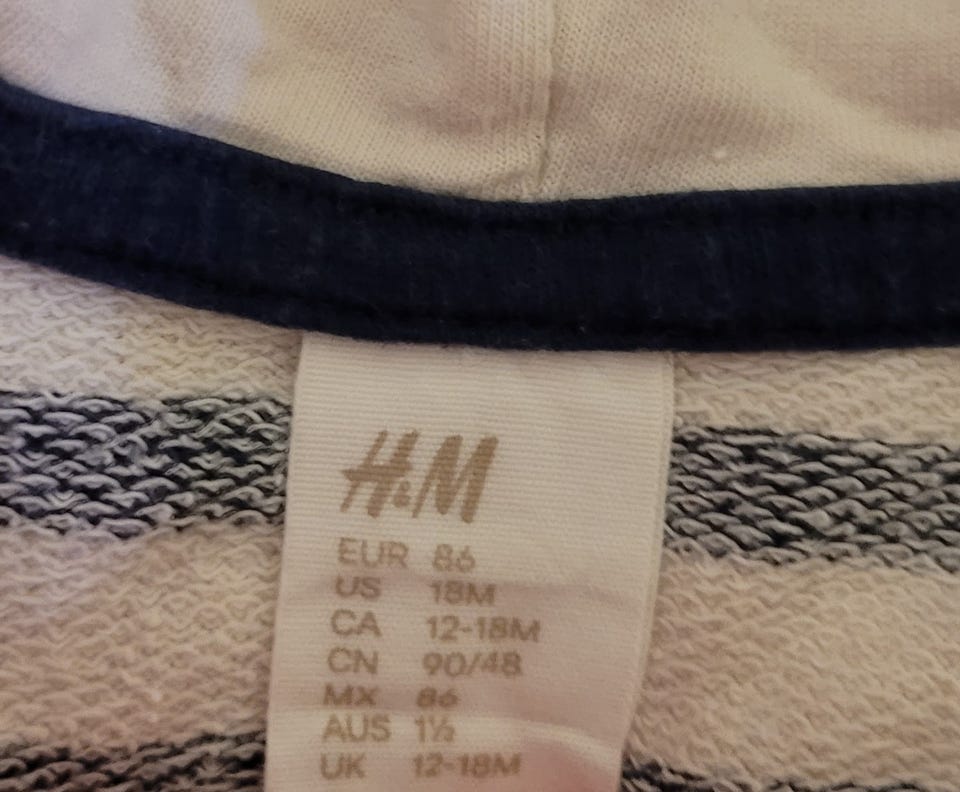 H&M
EUR 86
US 18M
CA 12-18M
CN 90/48
MX 86
AUS 1½
UK 12-18M